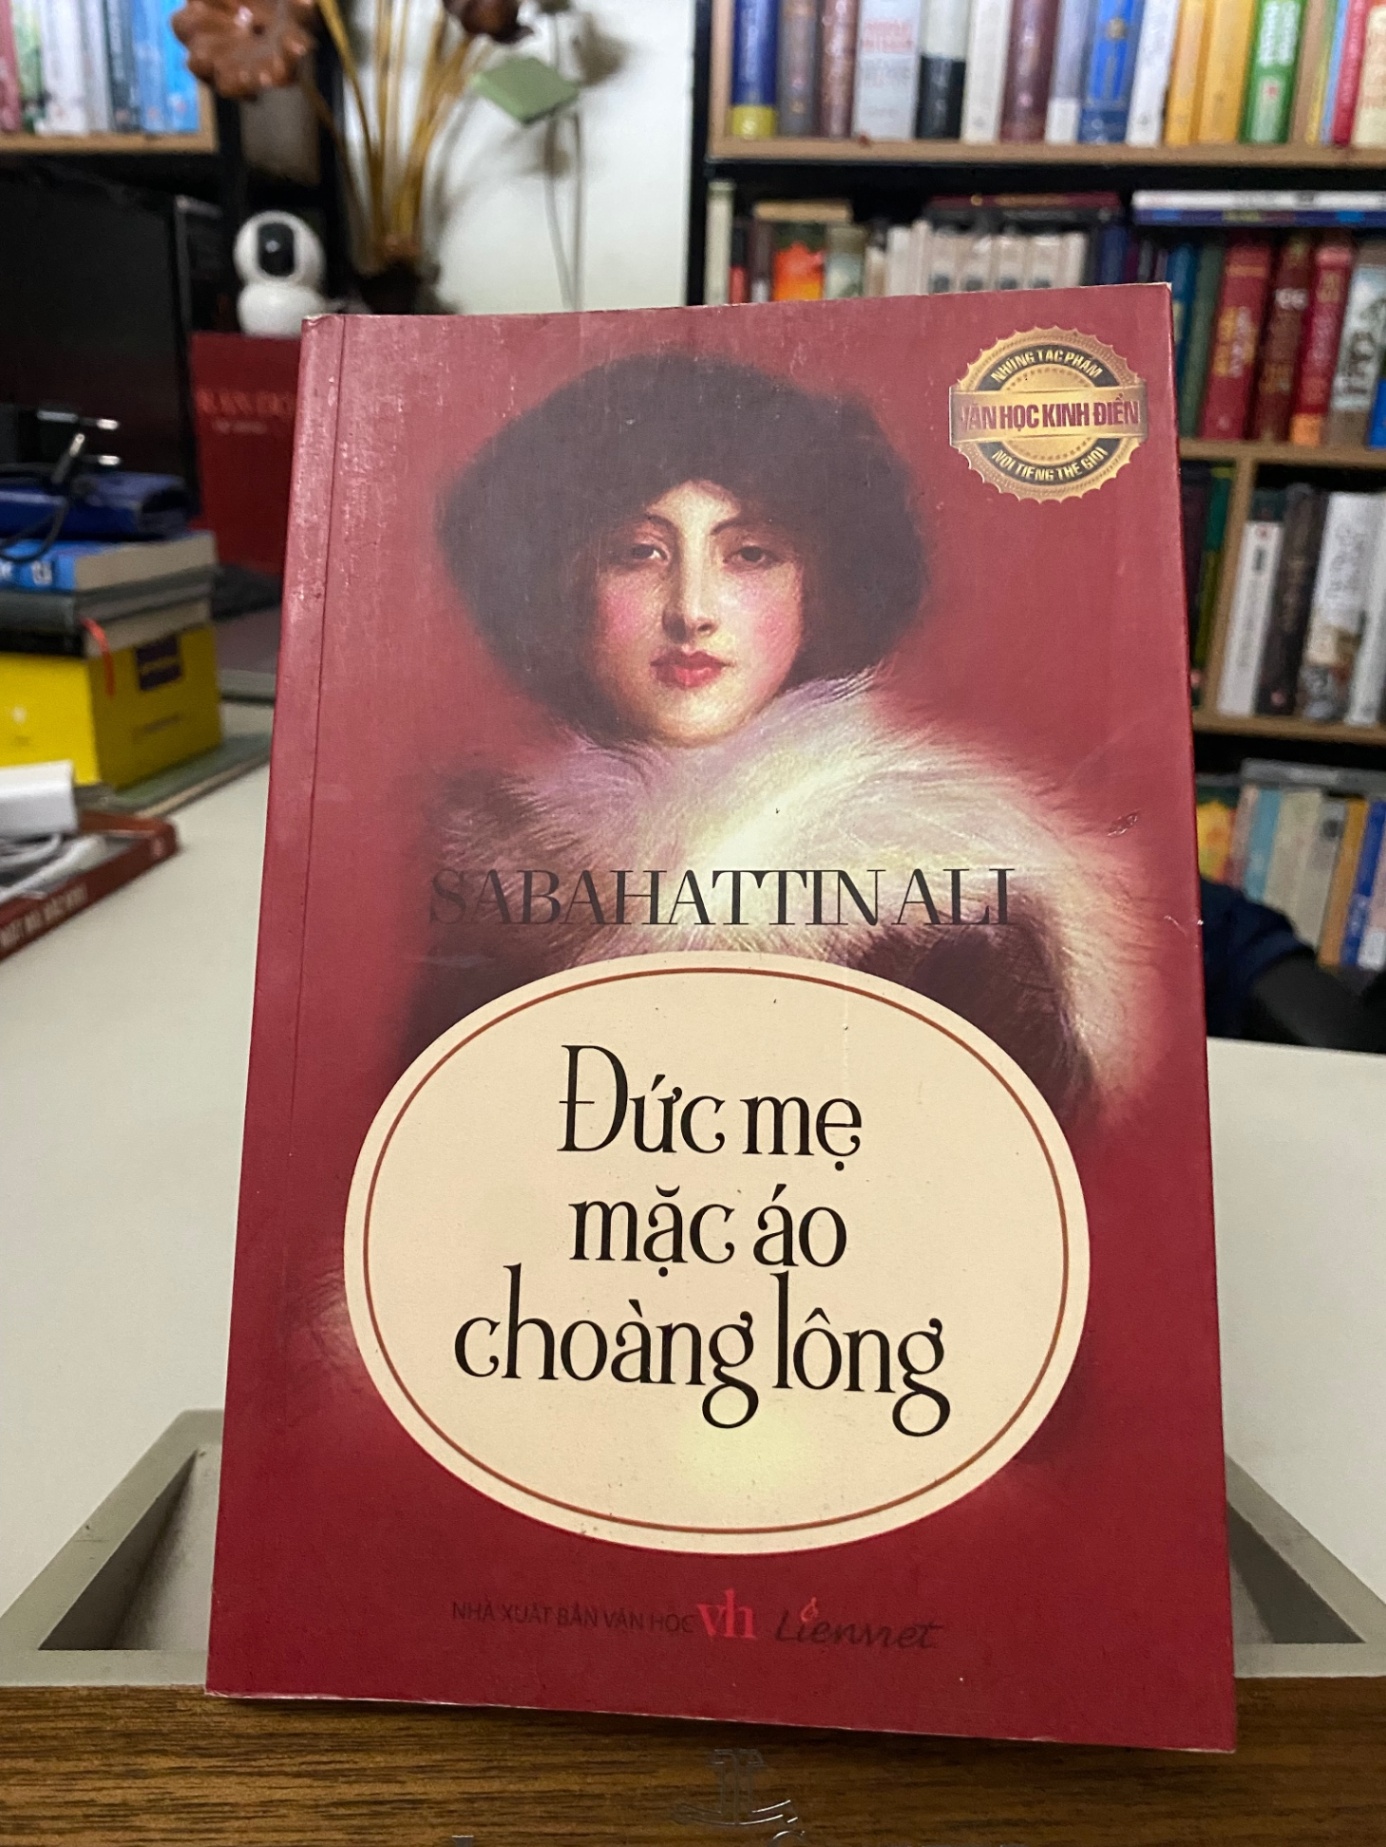 NHỮNG TÁC PHẨM
VĂN HỌC KINH ĐIỂN
NỔI TIẾNG THẾ GIỚI
SABAHATTIN ALI
Đức mẹ
mặc áo
choàng lông
NHÀ XUẤT BẢN VĂN HỌC vh Lienviet